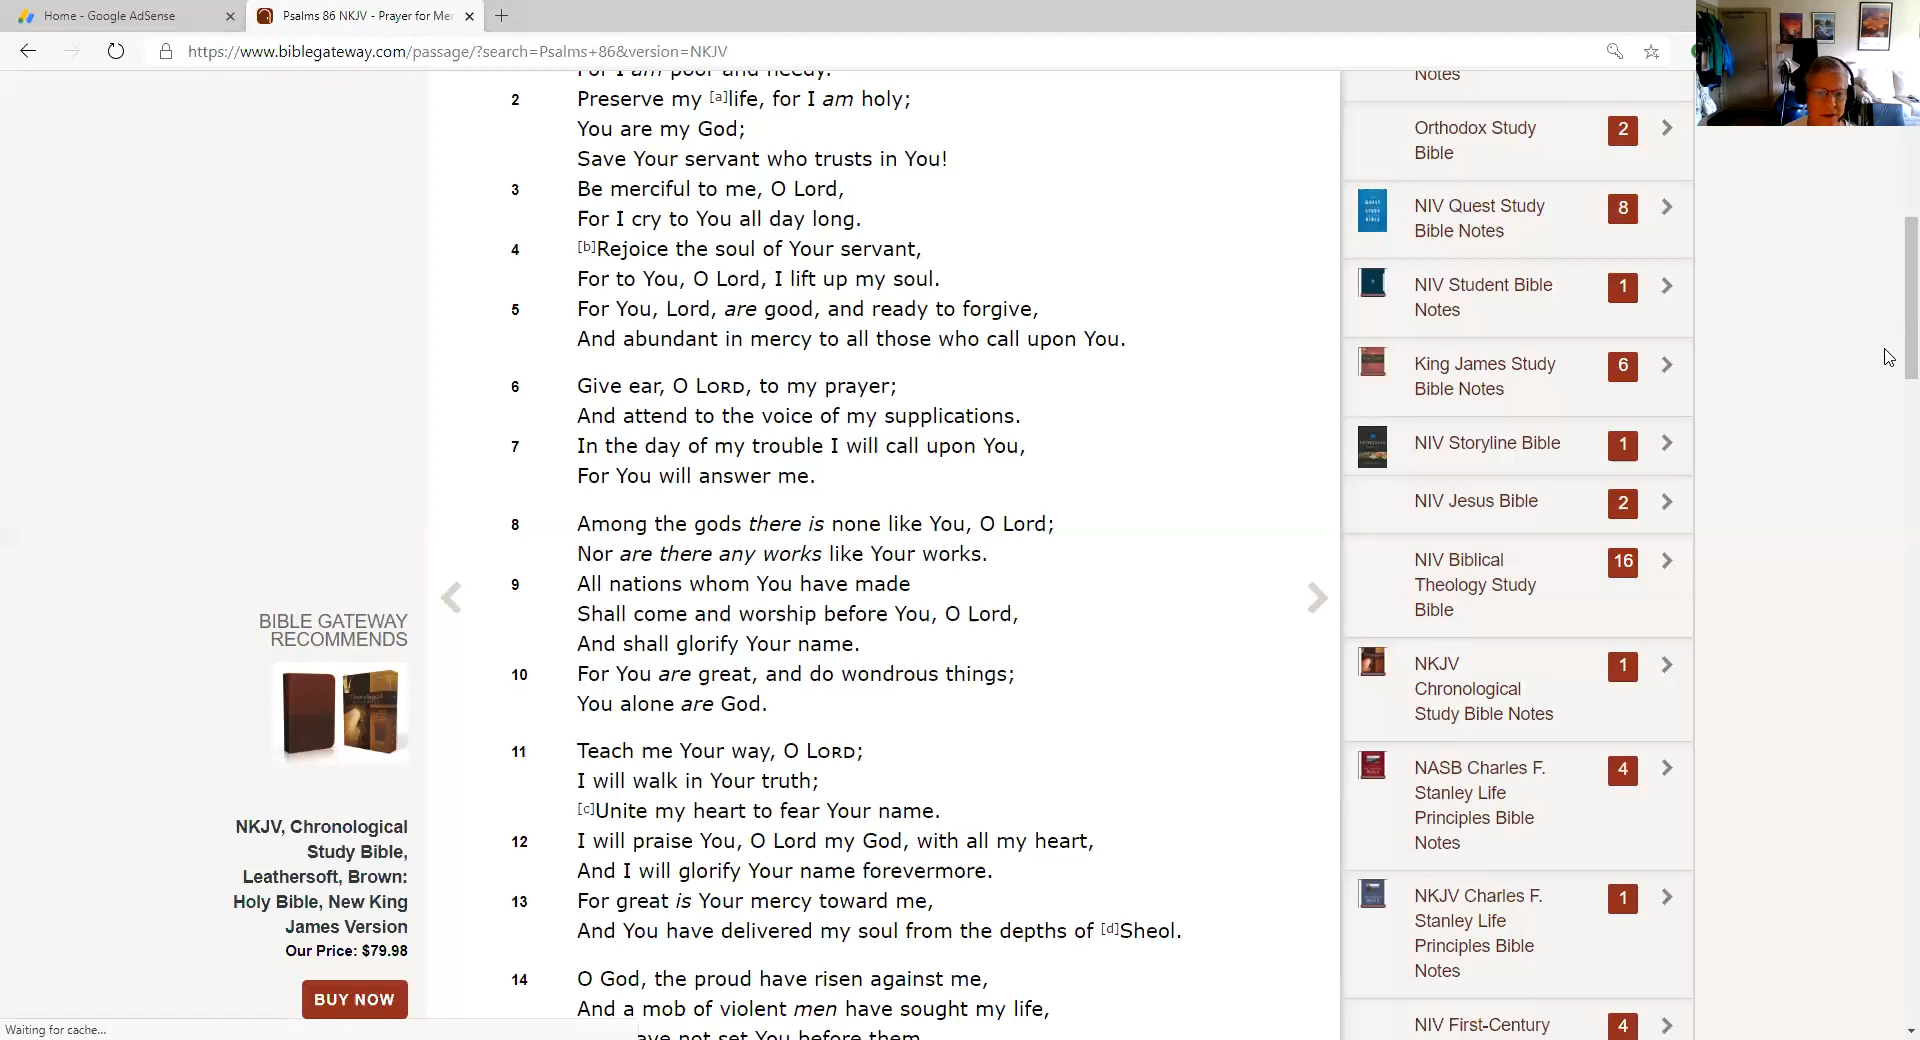 Home - Google AdSense
Psalms 86 NKJV - Prayer for Mer
https://www.biblegateway.com/passage/?search=Psalms+86&version=NKJV
For I am poor and needy.
2 Preserve my [a]life, for I am holy;
You are my God;
Save Your servant who trusts in You!
3 Be merciful to me, O Lord,
For I cry to You all day long.
4 [b]Rejoice the soul of Your servant,
For to You, O Lord, I lift up my soul.
5 For You, Lord, are good, and ready to forgive,
And abundant in mercy to all those who call upon You.
6 Give ear, O LORD, to my prayer;
And attend to the voice of my supplications.
7 In the day of my trouble I will call upon You,
For You will answer me.
8 Among the gods there is none like You, O Lord;
Nor are there any works like Your works.
9 All nations whom You have made
Shall come and worship before You, O Lord,
And shall glorify Your name.
10 For You are great, and do wondrous things;
You alone are God.
11 Teach me Your way, O LORD;
I will walk in Your truth;
[c]Unite my heart to fear Your name.
12 I will praise You, O Lord my God, with all my heart,
And I will glorify Your name forevermore.
13 For great is Your mercy toward me,
And You have delivered my soul from the depths of [d]Sheol.
14 O God, the proud have risen against me,
And a mob of violent men have sought my life,
have not set You before them.
BIBLE GATEWAY
RECOMMENDS
NKJV, Chronological
Study Bible,
Leathersoft, Brown:
Holy Bible, New King
James Version
Our Price: $79.98
BUY NOW
Waiting for cache...
Notes
Orthodox Study
Bible
2
NIV Quest Study
Bible Notes
8
NIV Student Bible
Notes
1
King James Study
Bible Notes
6
NIV Storyline Bible
1
NIV Jesus Bible
2
NIV Biblical
Theology Study
Bible
16
NKJV
Chronological
Study Bible Notes
1
NASB Charles F.
Stanley Life
Principles Bible
Notes
4
NKJV Charles F.
Stanley Life
Principles Bible
Notes
1
NIV First-Century
4